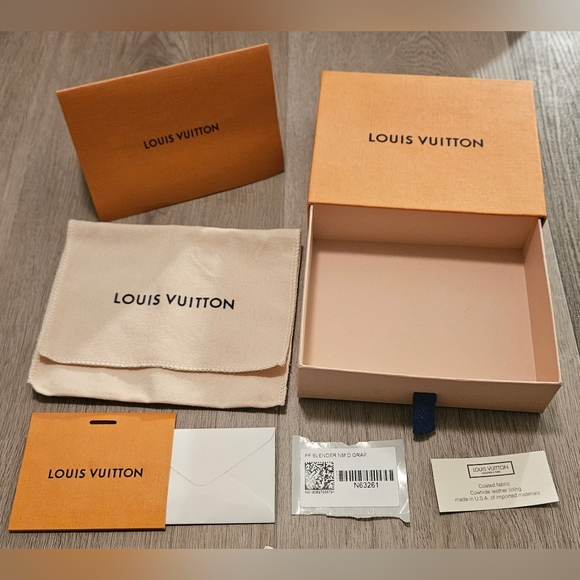 LOUIS VUITTON
LOUIS VUITTON
LOUIS VUITTON
LOUIS VUITTON
PF.SLENDER NM D.GRAP.
N63261
LOUIS VUITTON
Coated fabric
Cowhide leather lining
made in U.S.A. of imported materials.